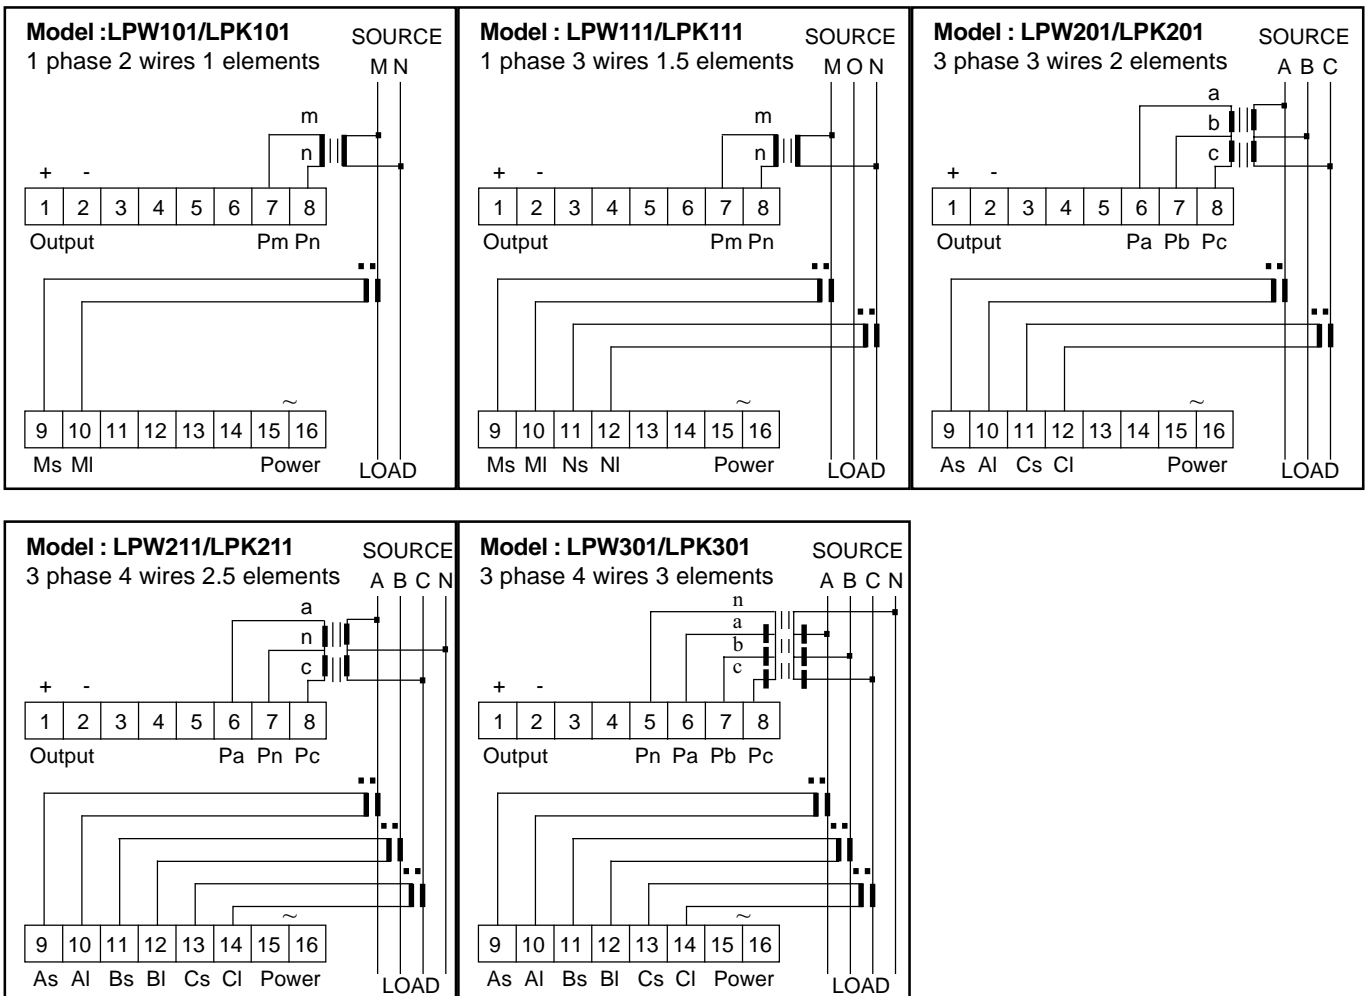 Model :LPW101/LPK101
SOURCE
1 phase 2 wires 1 elements
M N
m
n
+ -
1 2 3 4 5 6 7 8
Output Pm Pn
~
9 10 11 12 13 14 15 16
Ms Ml Power
LOAD
Model : LPW111/LPK111
SOURCE
1 phase 3 wires 1.5 elements
M O N
m
n
+ -
1 2 3 4 5 6 7 8
Output Pm Pn
~
9 10 11 12 13 14 15 16
Ms Ml Ns Nl Power
LOAD
Model : LPW201/LPK201
SOURCE
3 phase 3 wires 2 elements
A B C
a
b
c
+ -
1 2 3 4 5 6 7 8
Output Pa Pb Pc
~
9 10 11 12 13 14 15 16
As Al Cs Cl Power
LOAD
Model : LPW211/LPK211
SOURCE
3 phase 4 wires 2.5 elements
A B C N
a
n
c
+ -
1 2 3 4 5 6 7 8
Output Pa Pn Pc
~
9 10 11 12 13 14 15 16
As Al Bs Bl Cs Cl Power
LOAD
Model : LPW301/LPK301
SOURCE
3 phase 4 wires 3 elements
A B C N
n
a
b
c
+ -
1 2 3 4 5 6 7 8
Output Pn Pa Pb Pc
~
9 10 11 12 13 14 15 16
As Al Bs Bl Cs Cl Power
LOAD